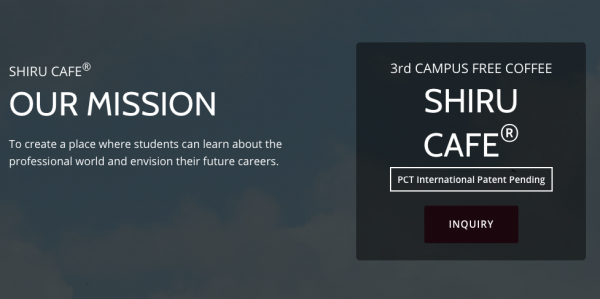 SHIRU CAFE®
OUR MISSION
To create a place where students can learn about the
professional world and envision their future careers.
3rd CAMPUS FREE COFFEE
SHIRU
CAFE®
PCT International Patent Pending
INQUIRY